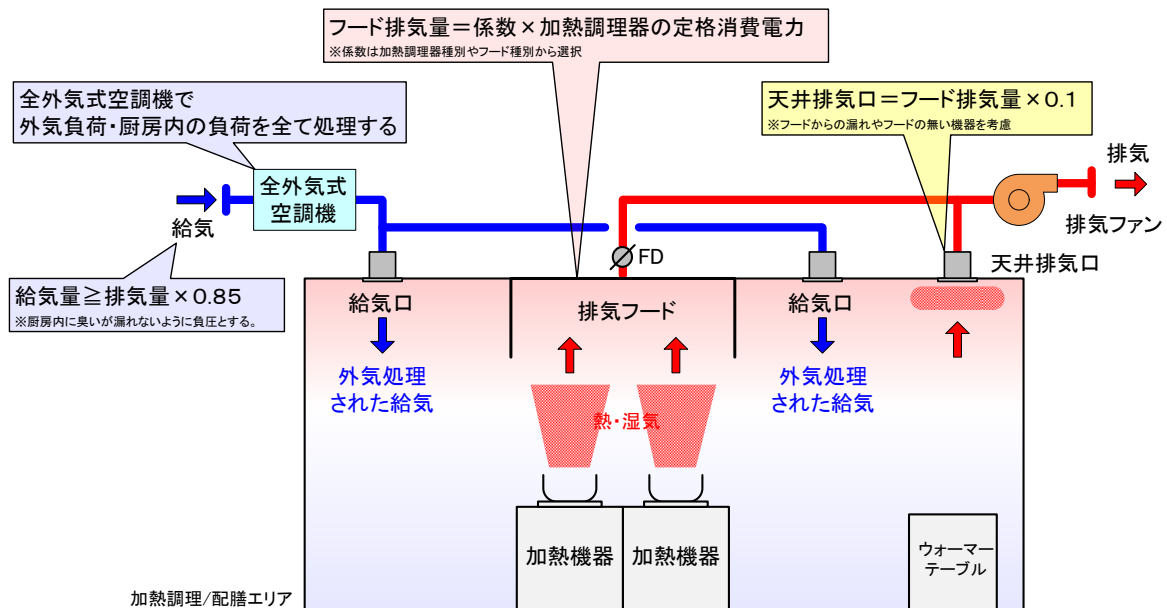 フード排気量＝係数×加熱調理器の定格消費電力
※係数は加熱調理器種別やフード種別から選択
全外気式空調機で
外気負荷・厨房内の負荷を全て処理する
天井排気口＝フード排気量×0.1
※フードからの漏れやフードの無い機器を考慮
排気
全外気式
空調機
給気
排気ファン
FD
天井排気口
給気量≧排気量×0.85
※厨房内に臭いが漏れないように負圧とする。
給気口
排気フード
給気口
外気処理
された給気
外気処理
された給気
熱・湿気
加熱機器
加熱機器
ウォーマー
テーブル
加熱調理/配膳エリア